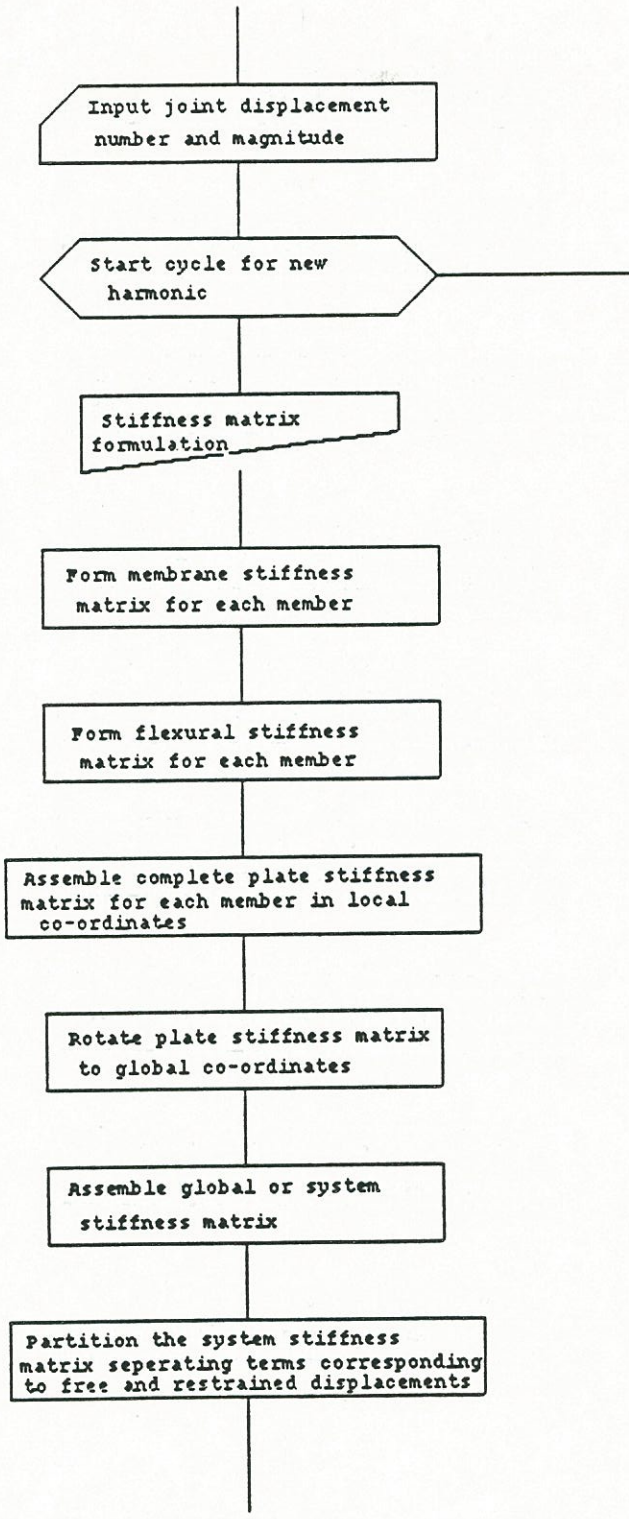 Input joint displacement
number and magnitude
Start cycle for new
harmonic
Stiffness matrix
formulation
Form membrane stiffness
matrix for each member
Form flexural stiffness
matrix for each member
Assemble complete plate stiffness
matrix for each member in local
co-ordinates
Rotate plate stiffness matrix
to global co-ordinates
Assemble global or system
stiffness matrix
Partition the system stiffness
matrix seperating terms corresponding
to free and restrained displacements